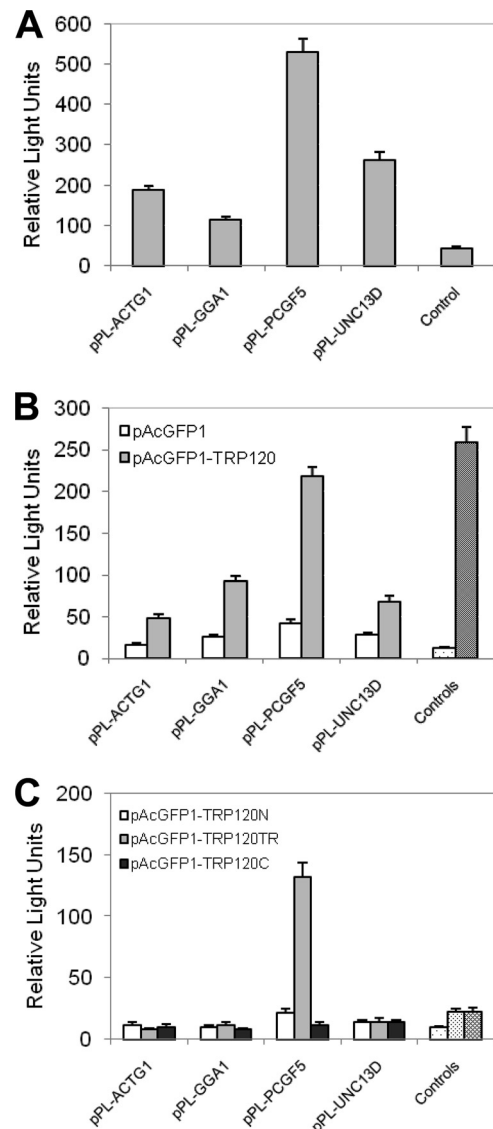 A
Relative Light Units
600
500
400
300
200
100
0
pPL-ACTG1
pPL-GGA1
pPL-PCGF5
pPL-UNC13D
Control
B
Relative Light Units
300
250
200
150
100
50
0
pAcGFP1
pAcGFP1-TRP120
pPL-ACTG1
pPL-GGA1
pPL-PCGF5
pPL-UNC13D
Controls
C
Relative Light Units
200
150
100
50
0
pAcGFP1-TRP120N
pAcGFP1-TRP120TR
pAcGFP1-TRP120C
pPL-ACTG1
pPL-GGA1
pPL-PCGF5
pPL-UNC13D
Controls